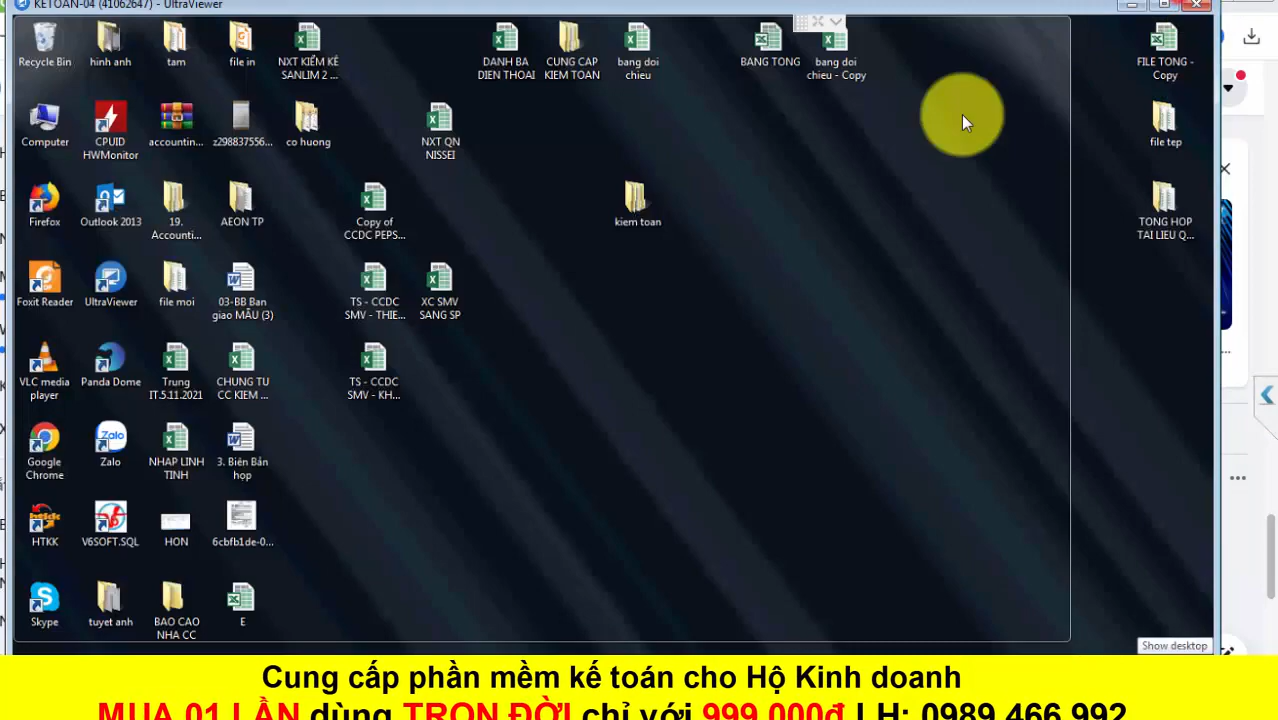 KETOAN-04 (41062647) - UltraViewer
Recycle Bin
hinh anh
tam
file in
NXT KIỂM KÊ
SANLIM 2 ...
DANH BA
DIEN THOAI
CUNG CAP
KIEM TOAN
bang doi
chieu
BANG TONG
bang doi
chieu - Copy
FILE TONG -
Copy
Computer
CPUID
HWMonitor
accountin...
z298837556...
co huong
NXT QN
NISSEI
file tep
Firefox
Outlook 2013
19.
Accounti...
AEON TP
Copy of
CCDC PEPS...
kiem toan
TONG HOP
TAI LIEU Q...
Foxit Reader
UltraViewer
file moi
03-BB Ban
giao MẪU (3)
TS - CCDC
SMV - THIE...
XC SMV
SANG SP
VLC media
player
Panda Dome
Trung
IT.5.11.2021
CHUNG TU
CC KIEM ...
TS - CCDC
SMV - KH...
Google
Chrome
Zalo
NHAP LINH
TINH
3. Biên Bản
họp
HTKK
V6SOFT.SQL
HON
6cbfb1de-0...
Skype
tuyet anh
BAO CAO
NHA CC
E
Show desktop
Cung cấp phần mềm kế toán cho Hộ Kinh doanh
MUA 01 LẦN dùng TRỌN ĐỜI chỉ với 999.000đ LH: 0989.466.992